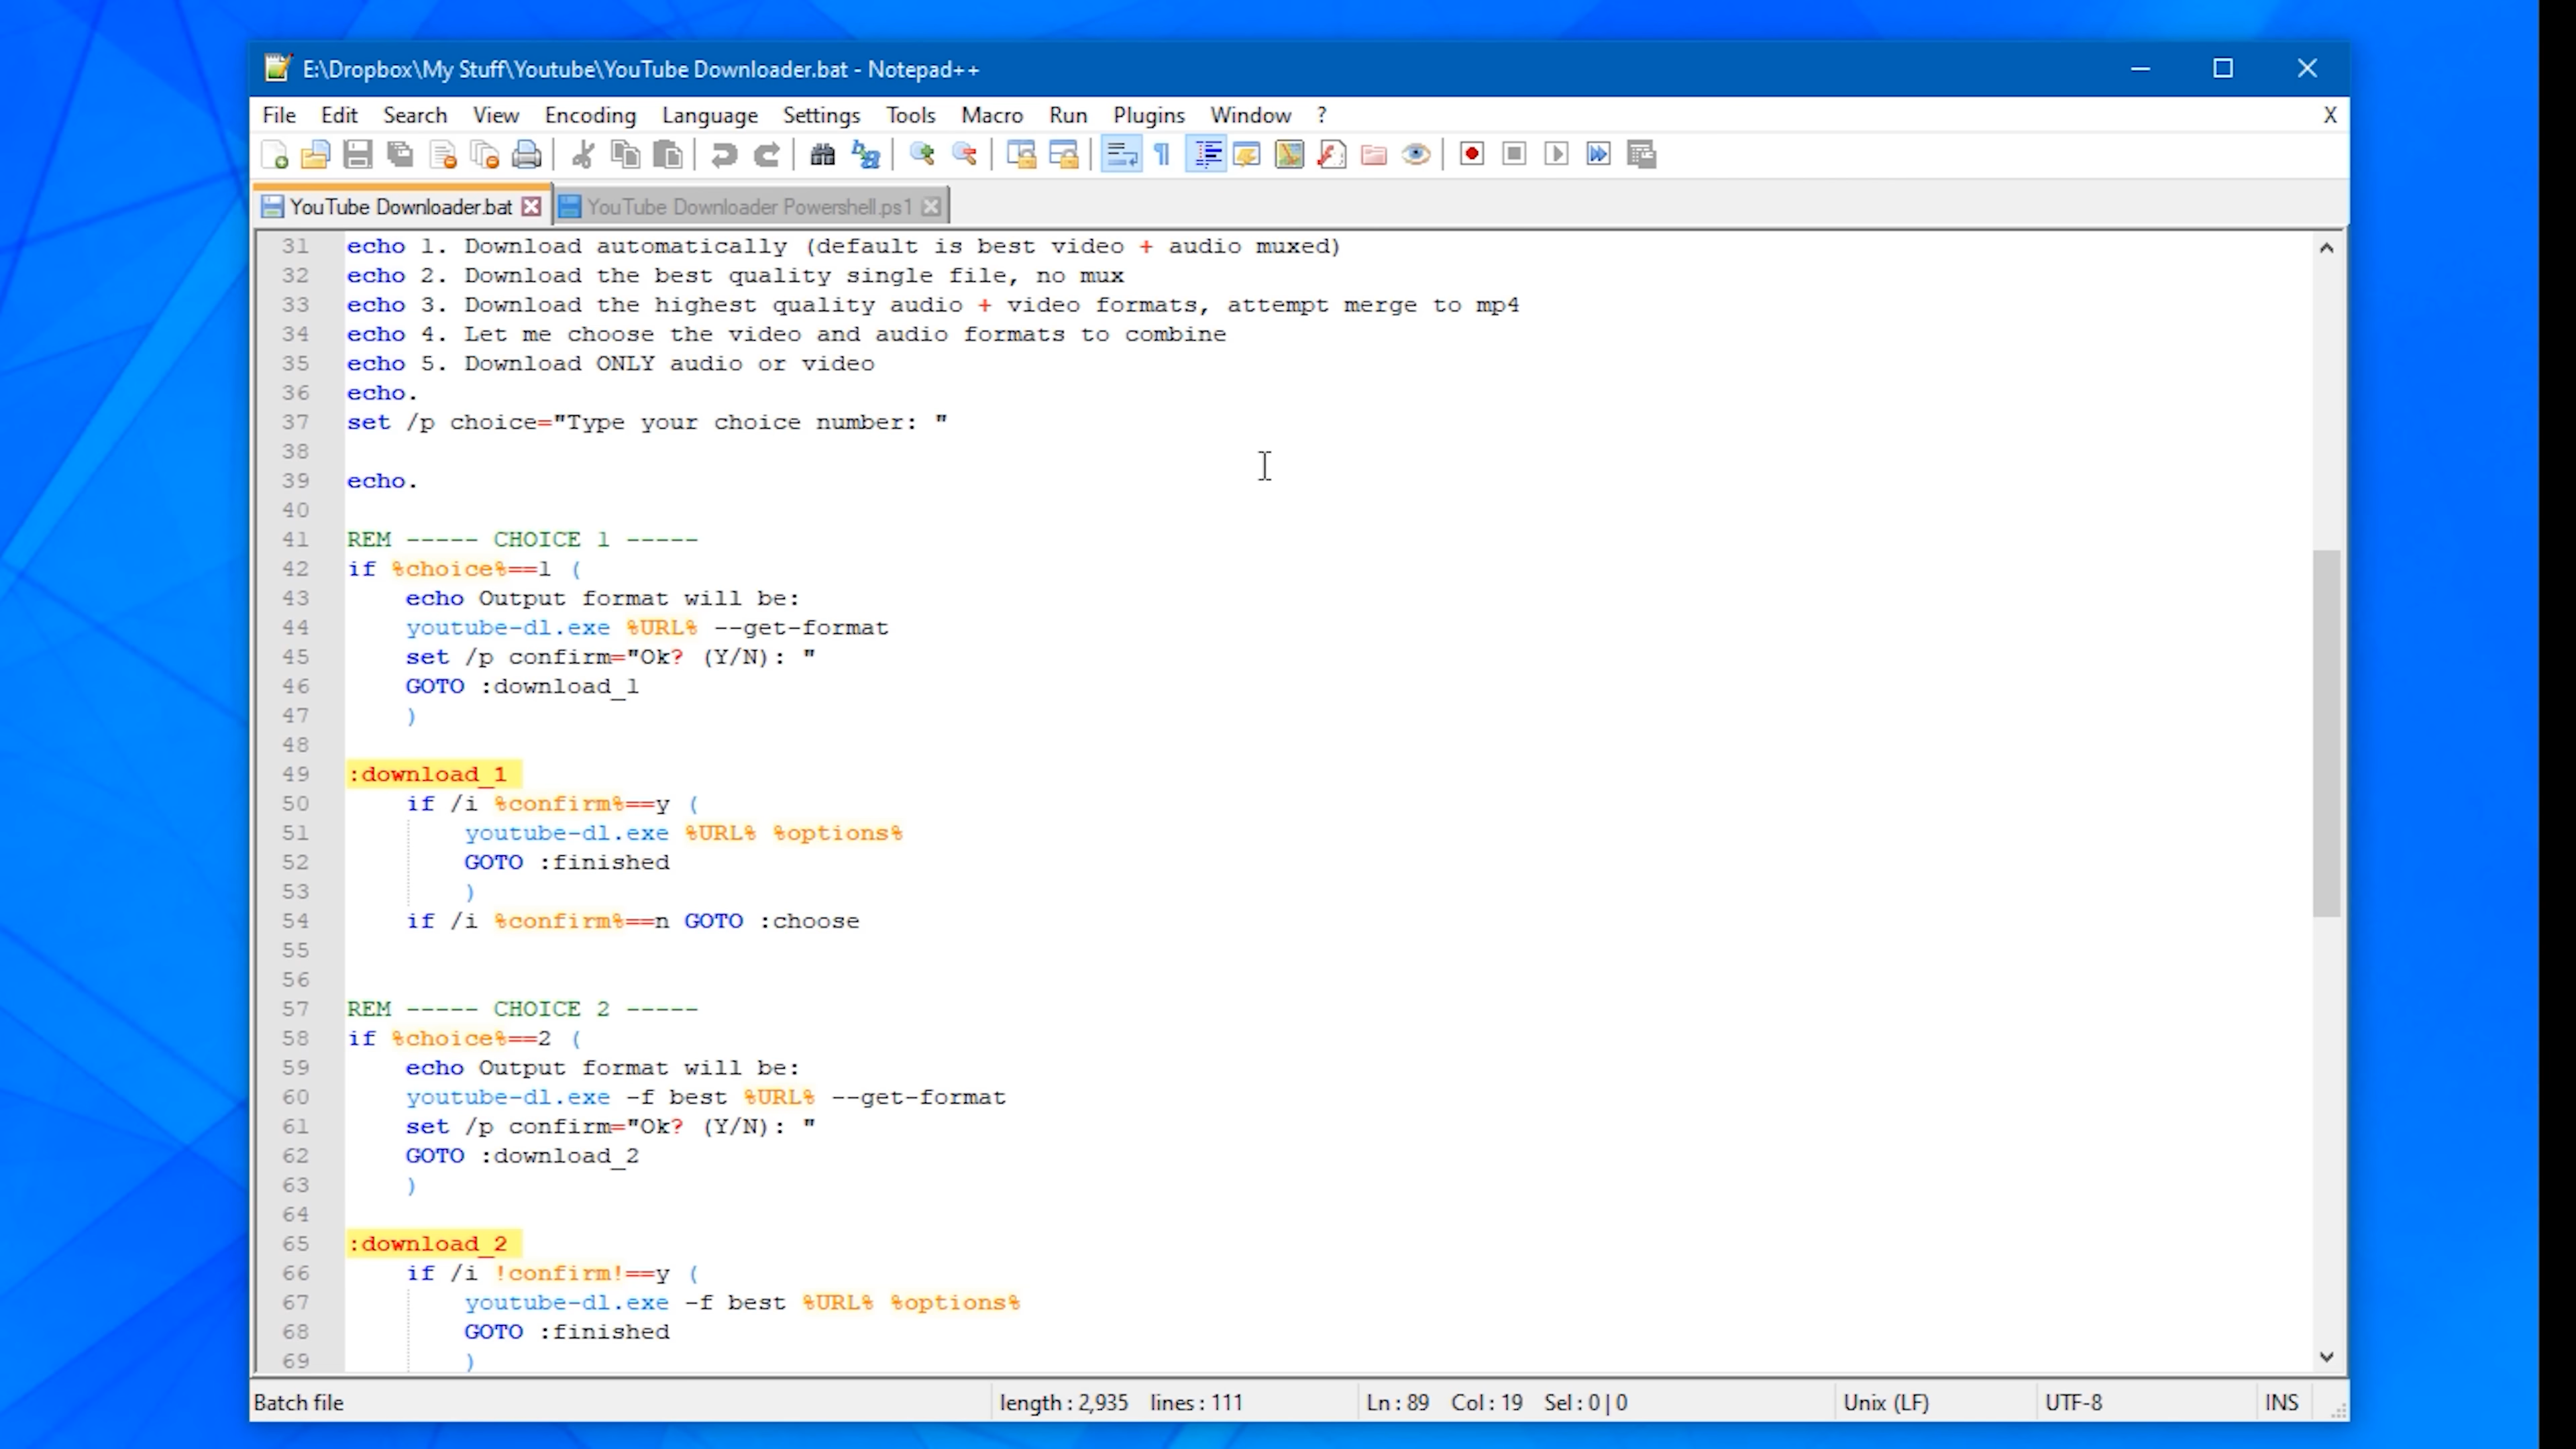 E:\Dropbox\My Stuff\Youtube\YouTube Downloader.bat - Notepad++
File Edit Search View Encoding Language Settings Tools Macro Run Plugins Window ? X
YouTube Downloader.bat YouTube Downloader Powershell.ps1
31 echo 1. Download automatically (default is best video + audio muxed)
32 echo 2. Download the best quality single file, no mux
33 echo 3. Download the highest quality audio + video formats, attempt merge to mp4
34 echo 4. Let me choose the video and audio formats to combine
35 echo 5. Download ONLY audio or video
36 echo.
37 set /p choice="Type your choice number: "
38
39 echo.
40
41 REM ----- CHOICE 1 -----
42 if %choice%==1 (
43 echo Output format will be:
44 youtube-dl.exe %URL% --get-format
45 set /p confirm="Ok? (Y/N): "
46 GOTO :download_1
47 )
48
49 :download_1
50 if /i %confirm%==y (
51 youtube-dl.exe %URL% %options%
52 GOTO :finished
53 )
54 if /i %confirm%==n GOTO :choose
55
56
57 REM ----- CHOICE 2 -----
58 if %choice%==2 (
59 echo Output format will be:
60 youtube-dl.exe -f best %URL% --get-format
61 set /p confirm="Ok? (Y/N): "
62 GOTO :download_2
63 )
64
65 :download_2
66 if /i !confirm!==y (
67 youtube-dl.exe -f best %URL% %options%
68 GOTO :finished
69 )
Batch file length : 2,935 lines : 111 Ln : 89 Col : 19 Sel : 0 | 0 Unix (LF) UTF-8 INS